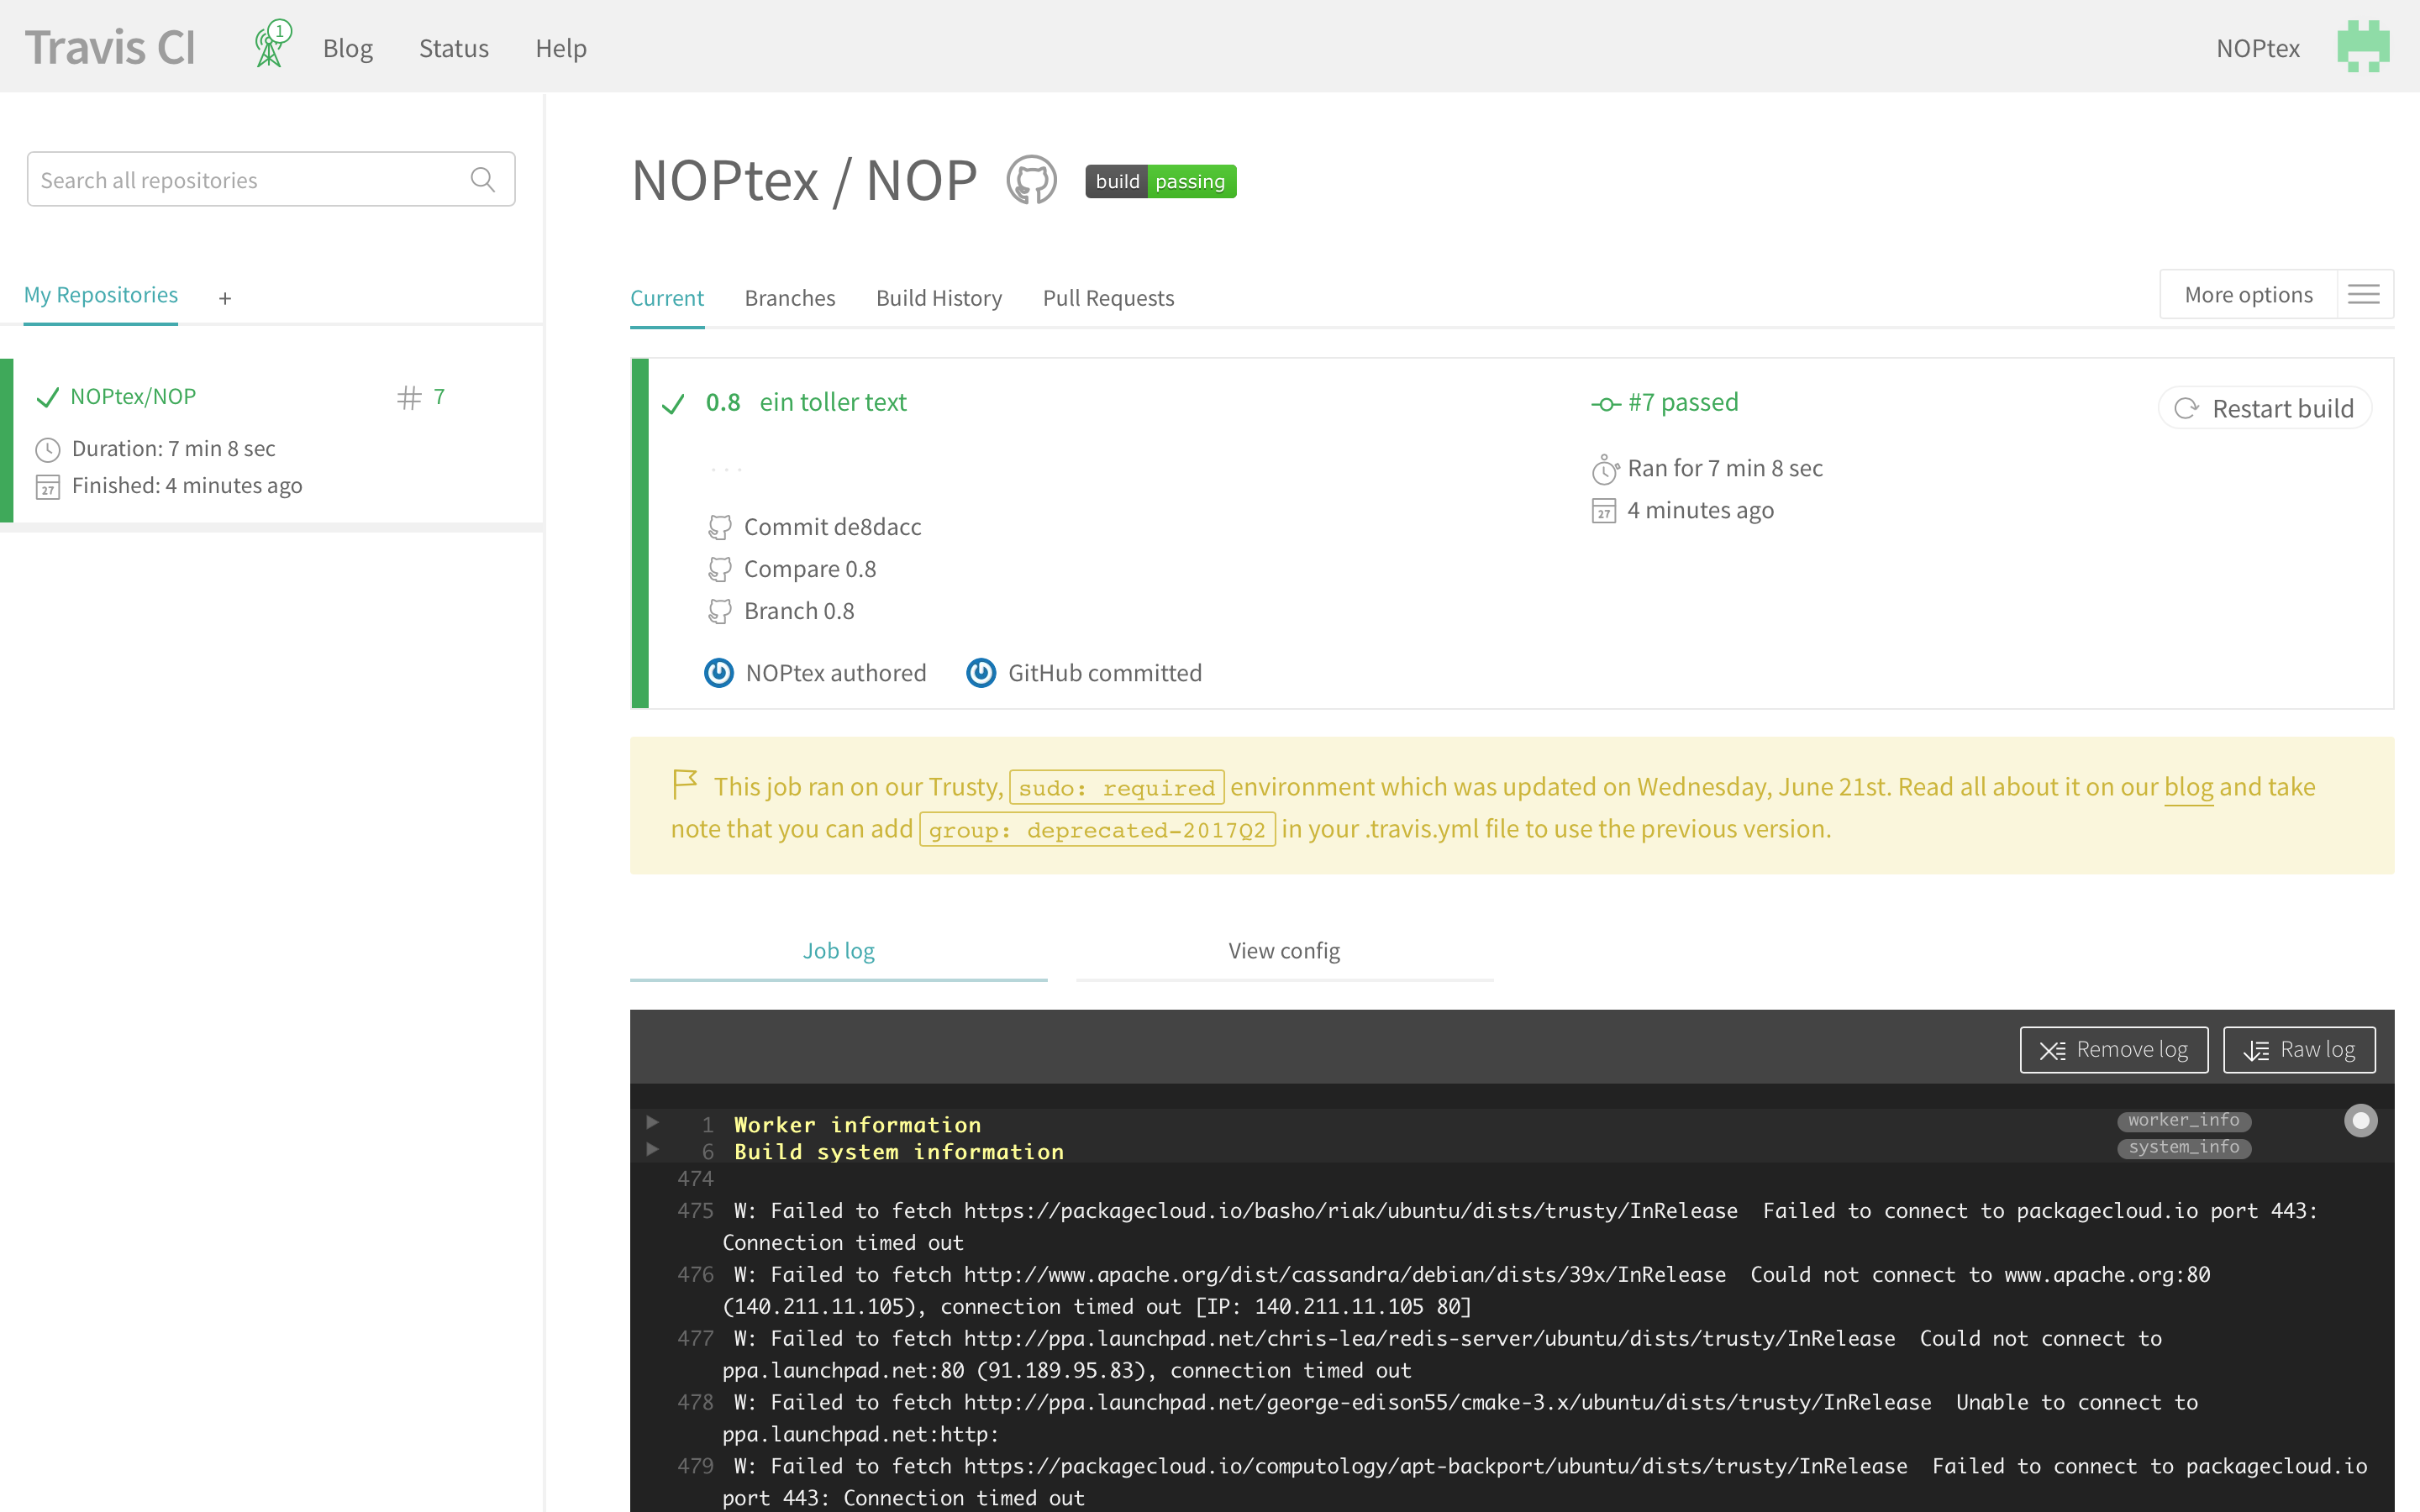 Travis CI
1
Blog
Status
Help
NOPtex
Search all repositories
My Repositories
+
NOPtex/NOP
# 7
Duration: 7 min 8 sec
27
Finished: 4 minutes ago
NOPtex / NOP
build passing
Current
Branches
Build History
Pull Requests
More options
0.8 ein toller text
...
Commit de8dacc
Compare 0.8
Branch 0.8
NOPtex authored
GitHub committed
#7 passed
Ran for 7 min 8 sec
27
4 minutes ago
Restart build
This job ran on our Trusty, sudo: required environment which was updated on Wednesday, June 21st. Read all about it on our blog and take
note that you can add group: deprecated-2017Q2 in your .travis.yml file to use the previous version.
Job log
View config
Remove log
Raw log
1 Worker information
worker_info
6 Build system information
system_info
474
475 W: Failed to fetch https://packagecloud.io/basho/riak/ubuntu/dists/trusty/InRelease  Failed to connect to packagecloud.io port 443:
Connection timed out
476 W: Failed to fetch http://www.apache.org/dist/cassandra/debian/dists/39x/InRelease  Could not connect to www.apache.org:80
(140.211.11.105), connection timed out [IP: 140.211.11.105 80]
477 W: Failed to fetch http://ppa.launchpad.net/chris-lea/redis-server/ubuntu/dists/trusty/InRelease  Could not connect to
ppa.launchpad.net:80 (91.189.95.83), connection timed out
478 W: Failed to fetch http://ppa.launchpad.net/george-edison55/cmake-3.x/ubuntu/dists/trusty/InRelease  Unable to connect to
ppa.launchpad.net:http:
479 W: Failed to fetch https://packagecloud.io/computology/apt-backport/ubuntu/dists/trusty/InRelease  Failed to connect to packagecloud.io
port 443: Connection timed out